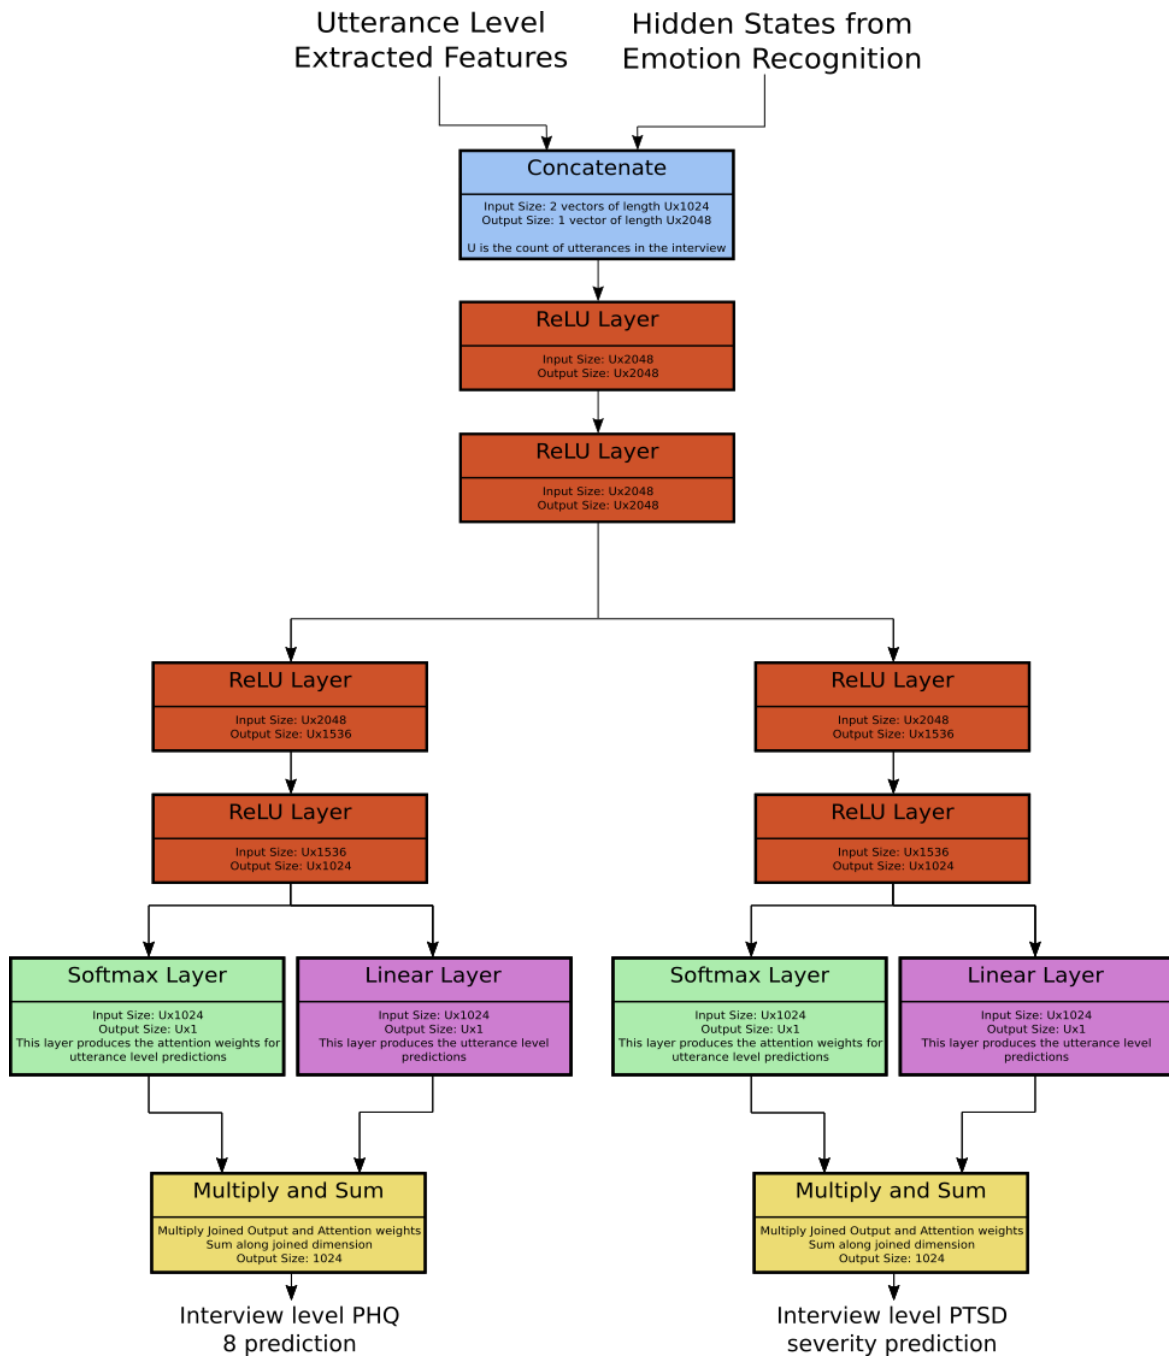 Utterance Level
Extracted Features
Hidden States from
Emotion Recognition
Concatenate
Input Size: 2 vectors of length Ux1024
Output Size: 1 vector of length Ux2048
U is the count of utterances in the interview
ReLU Layer
Input Size: Ux2048
Output Size: Ux2048
ReLU Layer
Input Size: Ux2048
Output Size: Ux2048
ReLU Layer
Input Size: Ux2048
Output Size: Ux1536
ReLU Layer
Input Size: Ux2048
Output Size: Ux1536
ReLU Layer
Input Size: Ux1536
Output Size: Ux1024
ReLU Layer
Input Size: Ux1536
Output Size: Ux1024
Softmax Layer
Input Size: Ux1024
Output Size: Ux1
This layer produces the attention weights for
utterance level predictions
Linear Layer
Input Size: Ux1024
Output Size: Ux1
This layer produces the utterance level
predictions
Softmax Layer
Input Size: Ux1024
Output Size: Ux1
This layer produces the attention weights for
utterance level predictions
Linear Layer
Input Size: Ux1024
Output Size: Ux1
This layer produces the utterance level
predictions
Multiply and Sum
Multiply Joined Output and Attention weights
Sum along joined dimension
Output Size: 1024
Multiply and Sum
Multiply Joined Output and Attention weights
Sum along joined dimension
Output Size: 1024
Interview level PHQ
8 prediction
Interview level PTSD
severity prediction